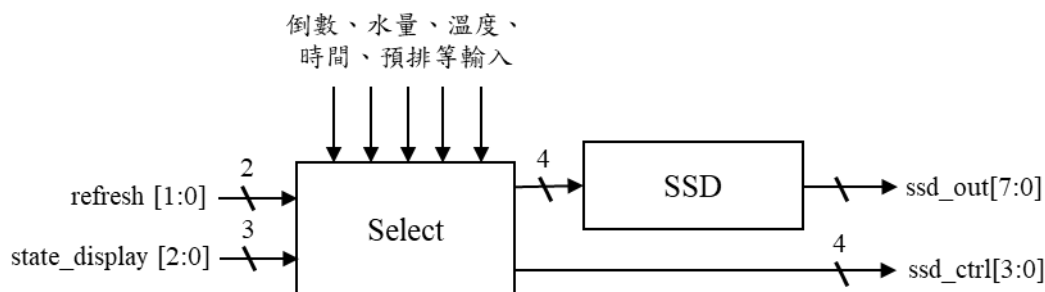 倒數、水量、溫度、
時間、預排等輸入
2
refresh [1:0]
3
state_display [2:0]
Select
4
SSD
ssd_out[7:0]
4
ssd_ctrl[3:0]